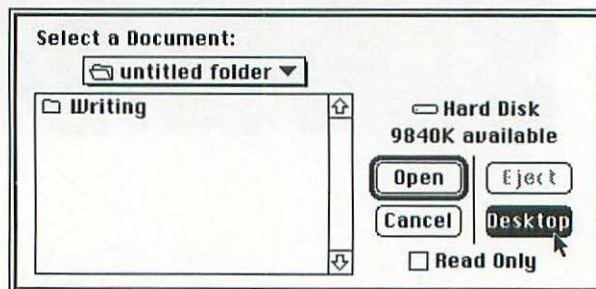 Select a Document:
untitled folder
Writing
Hard Disk
9840K available
Open
Eject
Cancel
Desktop
Read Only